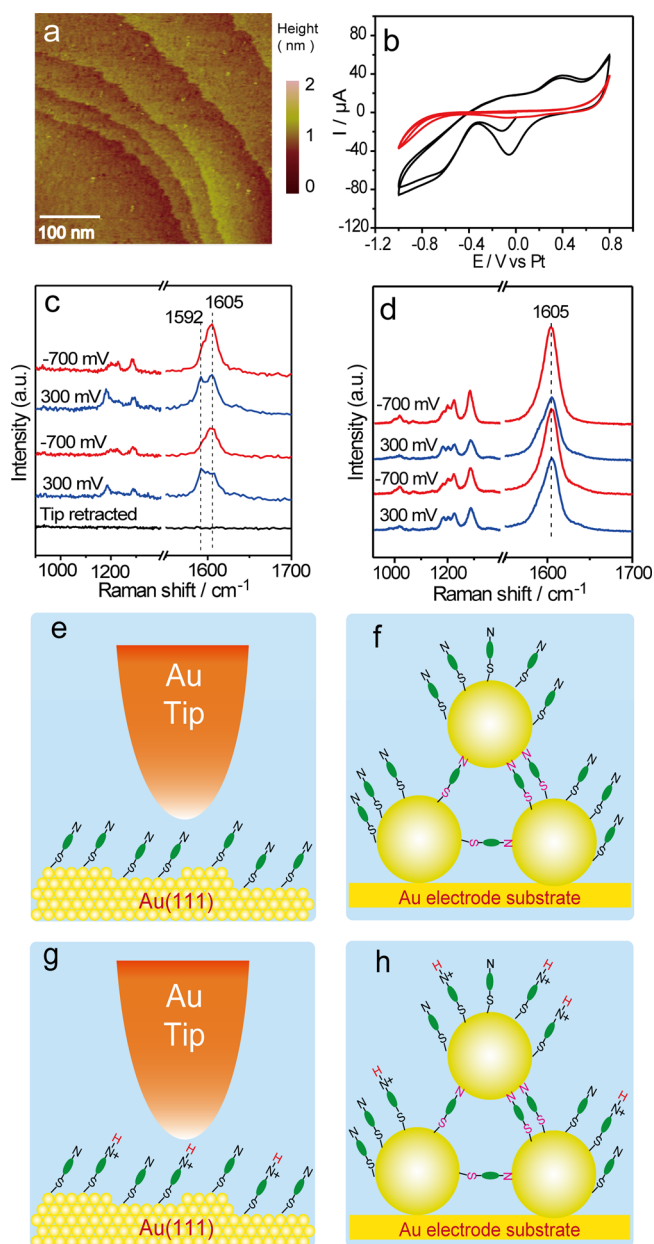 a
Height
( nm )
2
1
0
100 nm
b
I / μA
80
40
0
-40
-80
-120
-1.2 -0.8 -0.4 0.0 0.4 0.8
E / V vs Pt
c
1605
1592
-700 mV
300 mV
-700 mV
300 mV
Tip retracted
Intensity (a.u.)
1000 1200 1600 1700
Raman shift / cm-1
d
1605
-700 mV
300 mV
-700 mV
300 mV
Intensity (a.u.)
1000 1200 1600 1700
Raman shift / cm-1
e
Au
Tip
N N N N N N
S S S S S S
Au(111)
f
N N N N N
S S S S S
N N N
S S S
N N N N N N
S S S S S S
S N
Au electrode substrate
g
Au
Tip
H H H
N N+ N N+ N+ N
S S S S S S
Au(111)
h
H H H
N N+ N N+ N+
S S S S S
N N N
S S S
H H
N+ N N N N+ N
S S S S S S
S N
Au electrode substrate